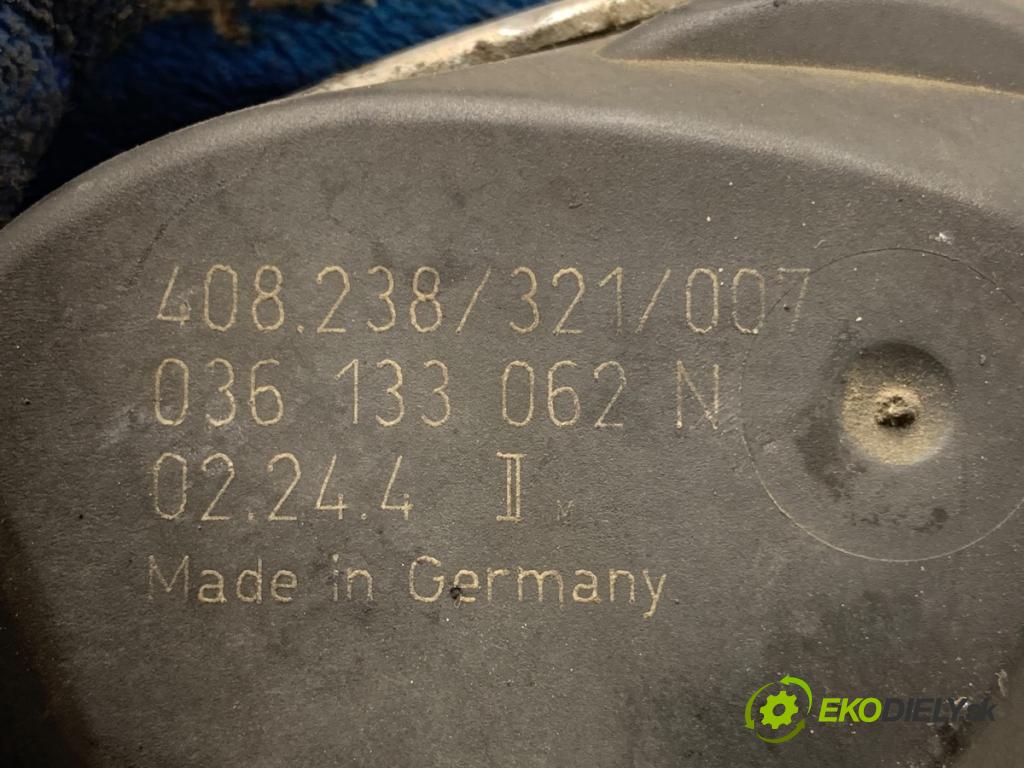 408.238/321/007
036 133 062 N
02.24.4 II M
Made in Germany
EKODIELY.sk